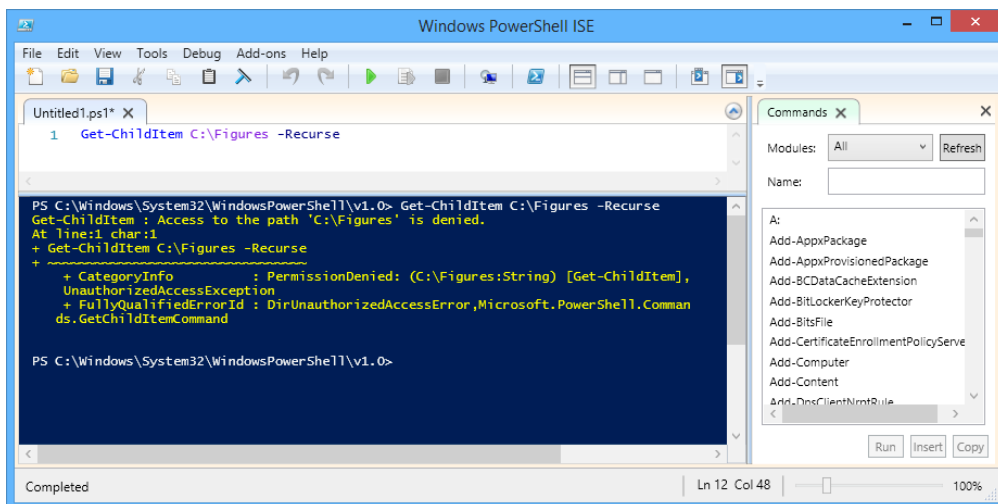 Windows PowerShell ISE
File Edit View Tools Debug Add-ons Help
Untitled1.ps1* X
1 Get-ChildItem C:\Figures -Recurse
PS C:\Windows\System32\WindowsPowerShell\v1.0> Get-ChildItem C:\Figures -Recurse
Get-ChildItem : Access to the path 'C:\Figures' is denied.
At line:1 char:1
+ Get-ChildItem C:\Figures -Recurse
+ ~~~~~~~~~~~~~~~~~~~~~~~~~~~~~~~~~
    + CategoryInfo          : PermissionDenied: (C:\Figures:String) [Get-ChildItem],
    UnauthorizedAccessException
    + FullyQualifiedErrorId : DirUnauthorizedAccessError,Microsoft.PowerShell.Comman
   ds.GetChildItemCommand
PS C:\Windows\System32\WindowsPowerShell\v1.0>
Commands X
Modules: All Refresh
Name:
A:
Add-AppxPackage
Add-AppxProvisionedPackage
Add-BCDataCacheExtension
Add-BitLockerKeyProtector
Add-BitsFile
Add-CertificateEnrollmentPolicyServe
Add-Computer
Add-Content
Add-DnsClientNrptRule
Run Insert Copy
Completed
Ln 12 Col 48
100%